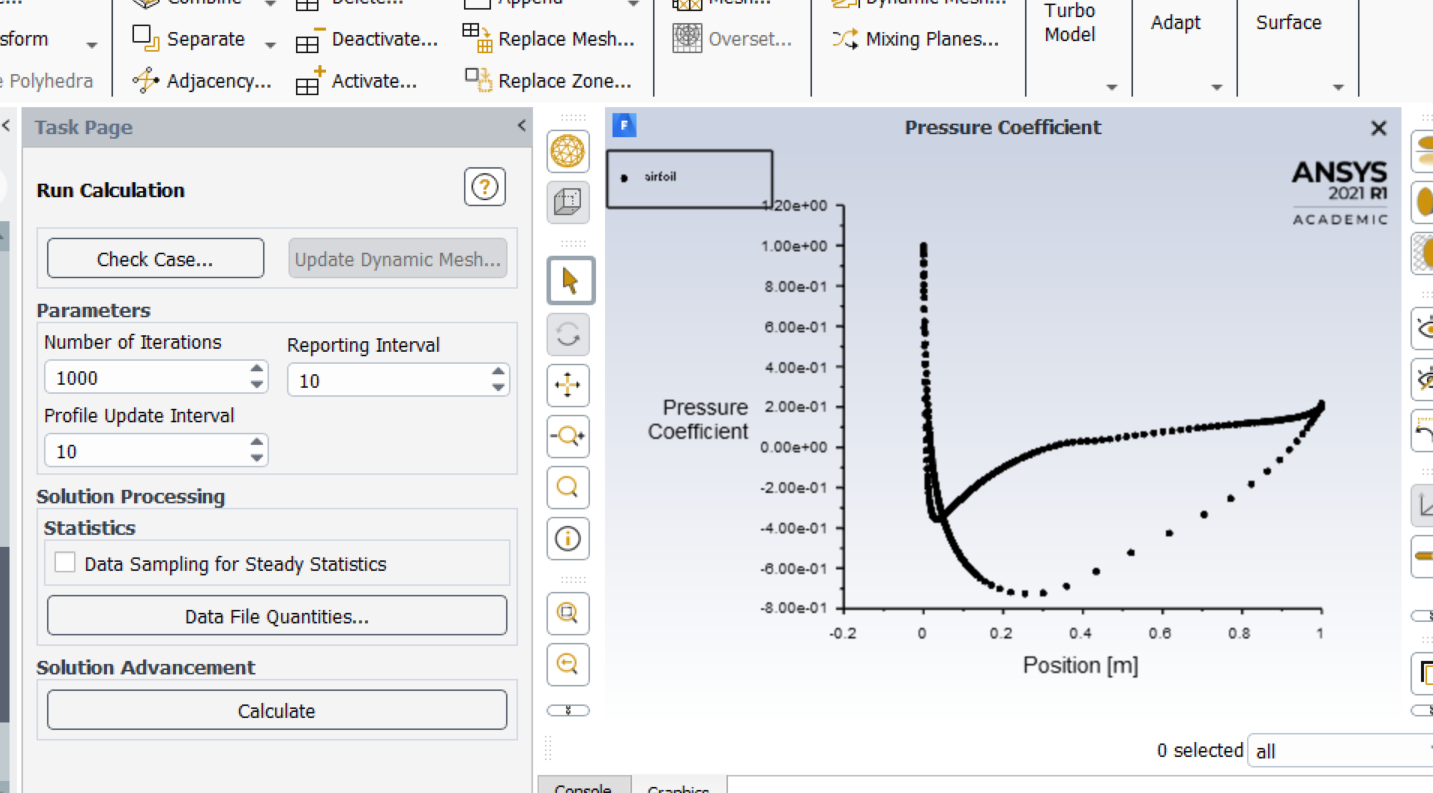 Delete...
Append
Mesh...
Turbo
Model
Adapt
Surface
Separate
Deactivate...
Replace Mesh...
Overset...
Mixing Planes...
Polyhedra
Adjacency...
Activate...
Replace Zone...
Task Page
Run Calculation
Check Case...
Update Dynamic Mesh...
Parameters
Number of Iterations
Reporting Interval
1000
10
Profile Update Interval
10
Solution Processing
Statistics
Data Sampling for Steady Statistics
Data File Quantities...
Solution Advancement
Calculate
F
Pressure Coefficient
airfoil
ANSYS
2021 R1
ACADEMIC
1.20e+00
1.00e+00
8.00e-01
6.00e-01
4.00e-01
2.00e-01
0.00e+00
-2.00e-01
-4.00e-01
-6.00e-01
-8.00e-01
Pressure
Coefficient
-0.2 0 0.2 0.4 0.6 0.8 1
Position [m]
0 selected all
Console
Graphics